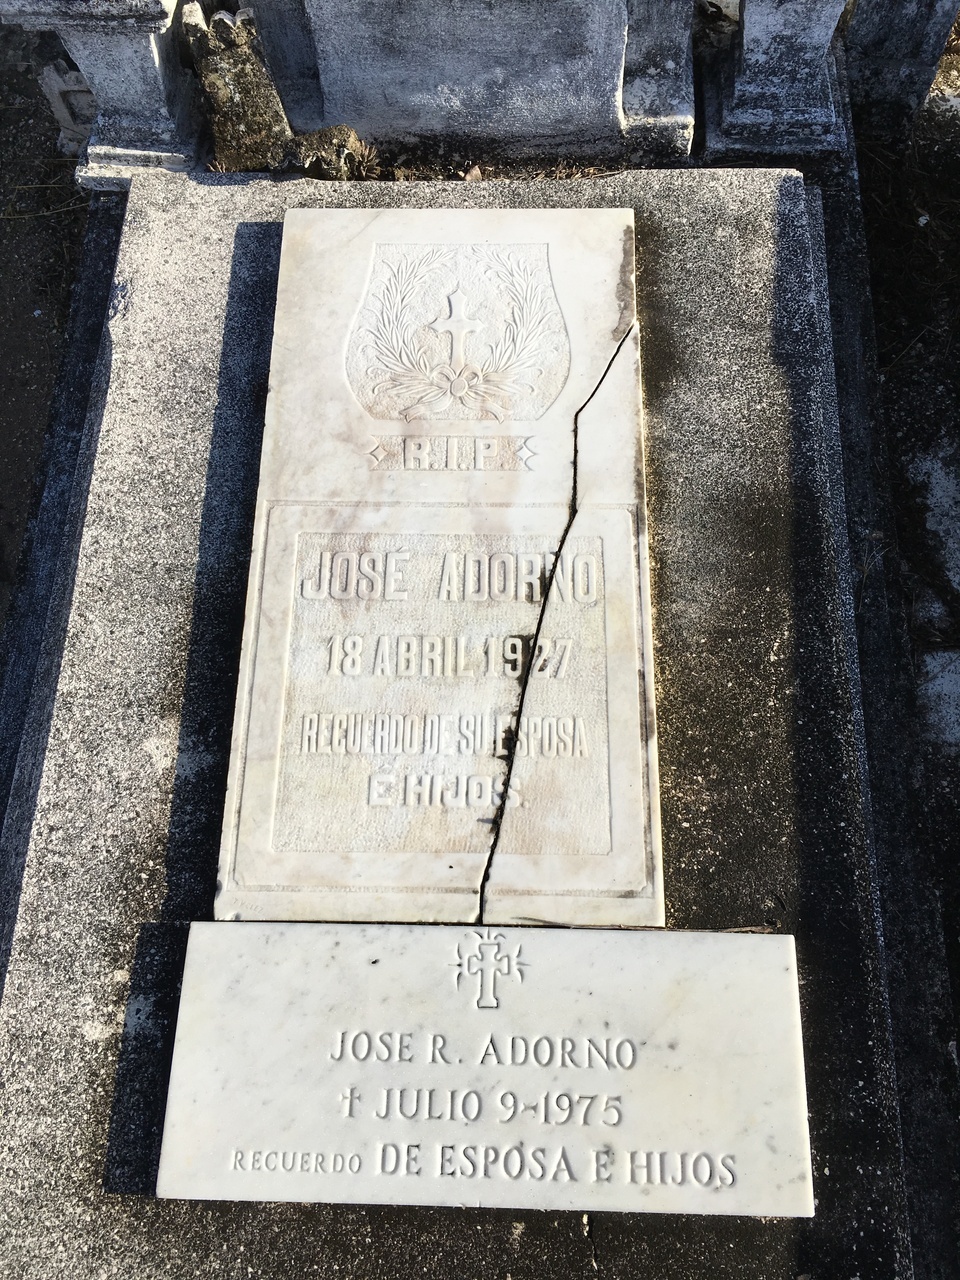 R.I.P.
JOSÉ ADORNO
18 ABRIL 1927
RECUERDO DE SU ESPOSA
É HIJOS.
JOSE R. ADORNO
† JULIO 9-1975
RECUERDO DE ESPOSA E HIJOS